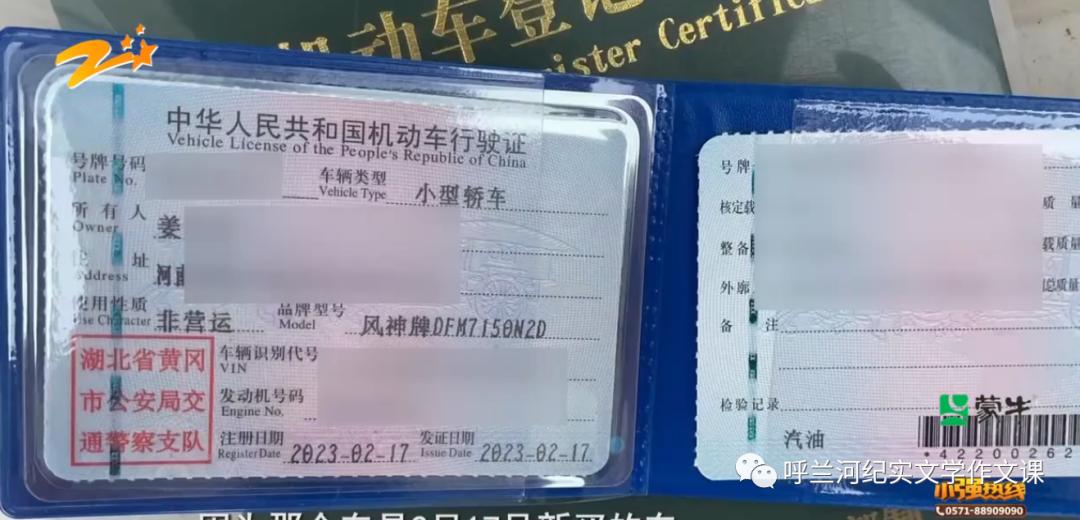 机动车登记
ister Certific
中华人民共和国机动车行驶证
Vehicle License of the People's Republic of China
号牌号码
Plate No.
车辆类型
Vehicle Type
小型轿车
所有人
Owner
姜
住址
Address
河南
使用性质
Use Character
非营运
品牌型号
Model
风神牌DFM7150N2D
湖北省黄冈
市公安局交
通警察支队
车辆识别代号
VIN
发动机号码
Engine No.
注册日期
Register Date
2023-02-17
发证日期
Issue Date
2023-02-17
号牌
核定载
质量
整备
载质量
外廓
总质量
备注
检验记录
汽油
*42200262
蒙牛
呼兰河纪实文学作文课
小强热线
0571-88909090